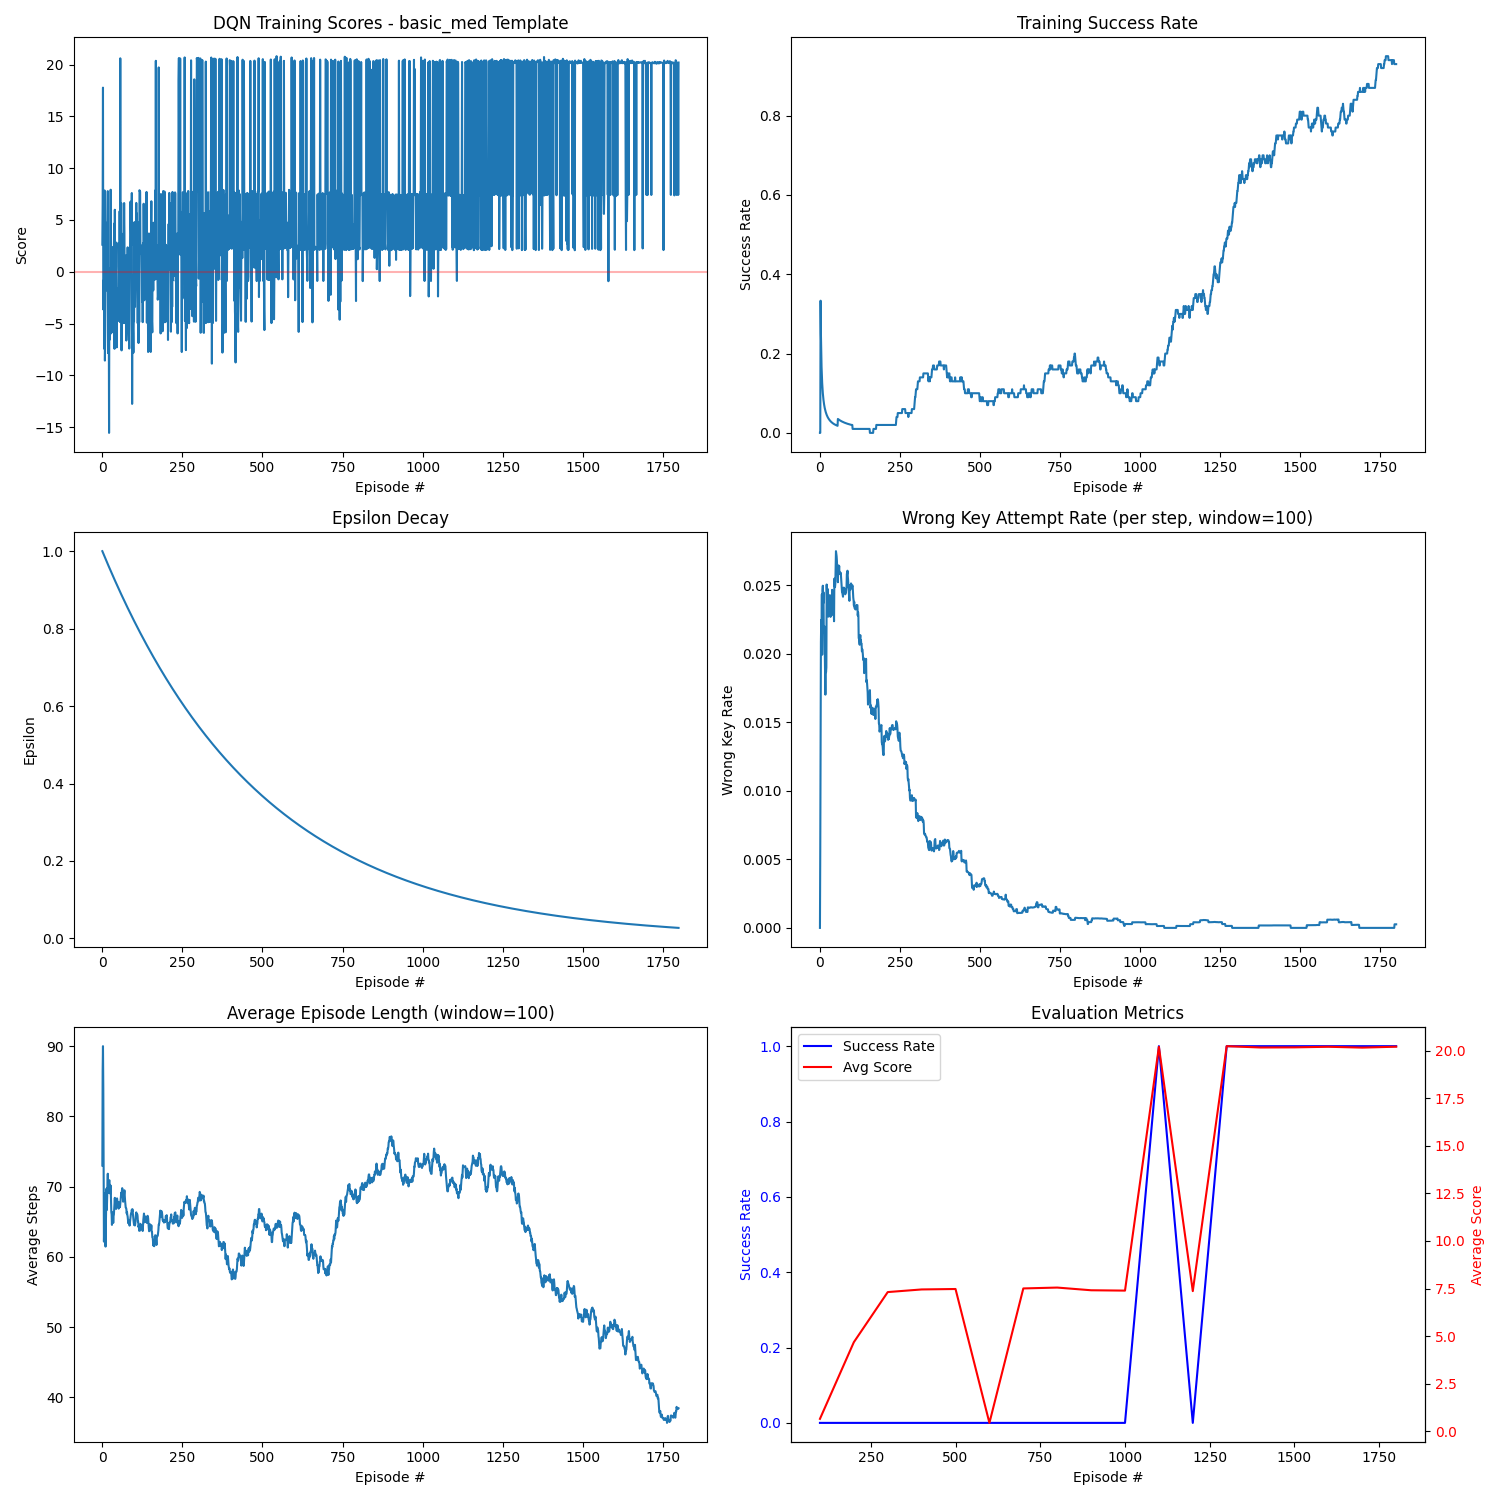 DQN Training Scores - basic_med Template
20
15
10
5
0
−5
−10
−15
Score
0 250 500 750 1000 1250 1500 1750
Episode #
Training Success Rate
0.8
0.6
0.4
0.2
0.0
Success Rate
0 250 500 750 1000 1250 1500 1750
Episode #
Epsilon Decay
1.0
0.8
0.6
0.4
0.2
0.0
Epsilon
0 250 500 750 1000 1250 1500 1750
Episode #
Wrong Key Attempt Rate (per step, window=100)
0.025
0.020
0.015
0.010
0.005
0.000
Wrong Key Rate
0 250 500 750 1000 1250 1500 1750
Episode #
Average Episode Length (window=100)
90
80
70
60
50
40
Average Steps
0 250 500 750 1000 1250 1500 1750
Episode #
Evaluation Metrics
Success Rate
Avg Score
1.0
0.8
0.6
0.4
0.2
0.0
Success Rate
20.0
17.5
15.0
12.5
10.0
7.5
5.0
2.5
0.0
Average Score
250 500 750 1000 1250 1500 1750
Episode #